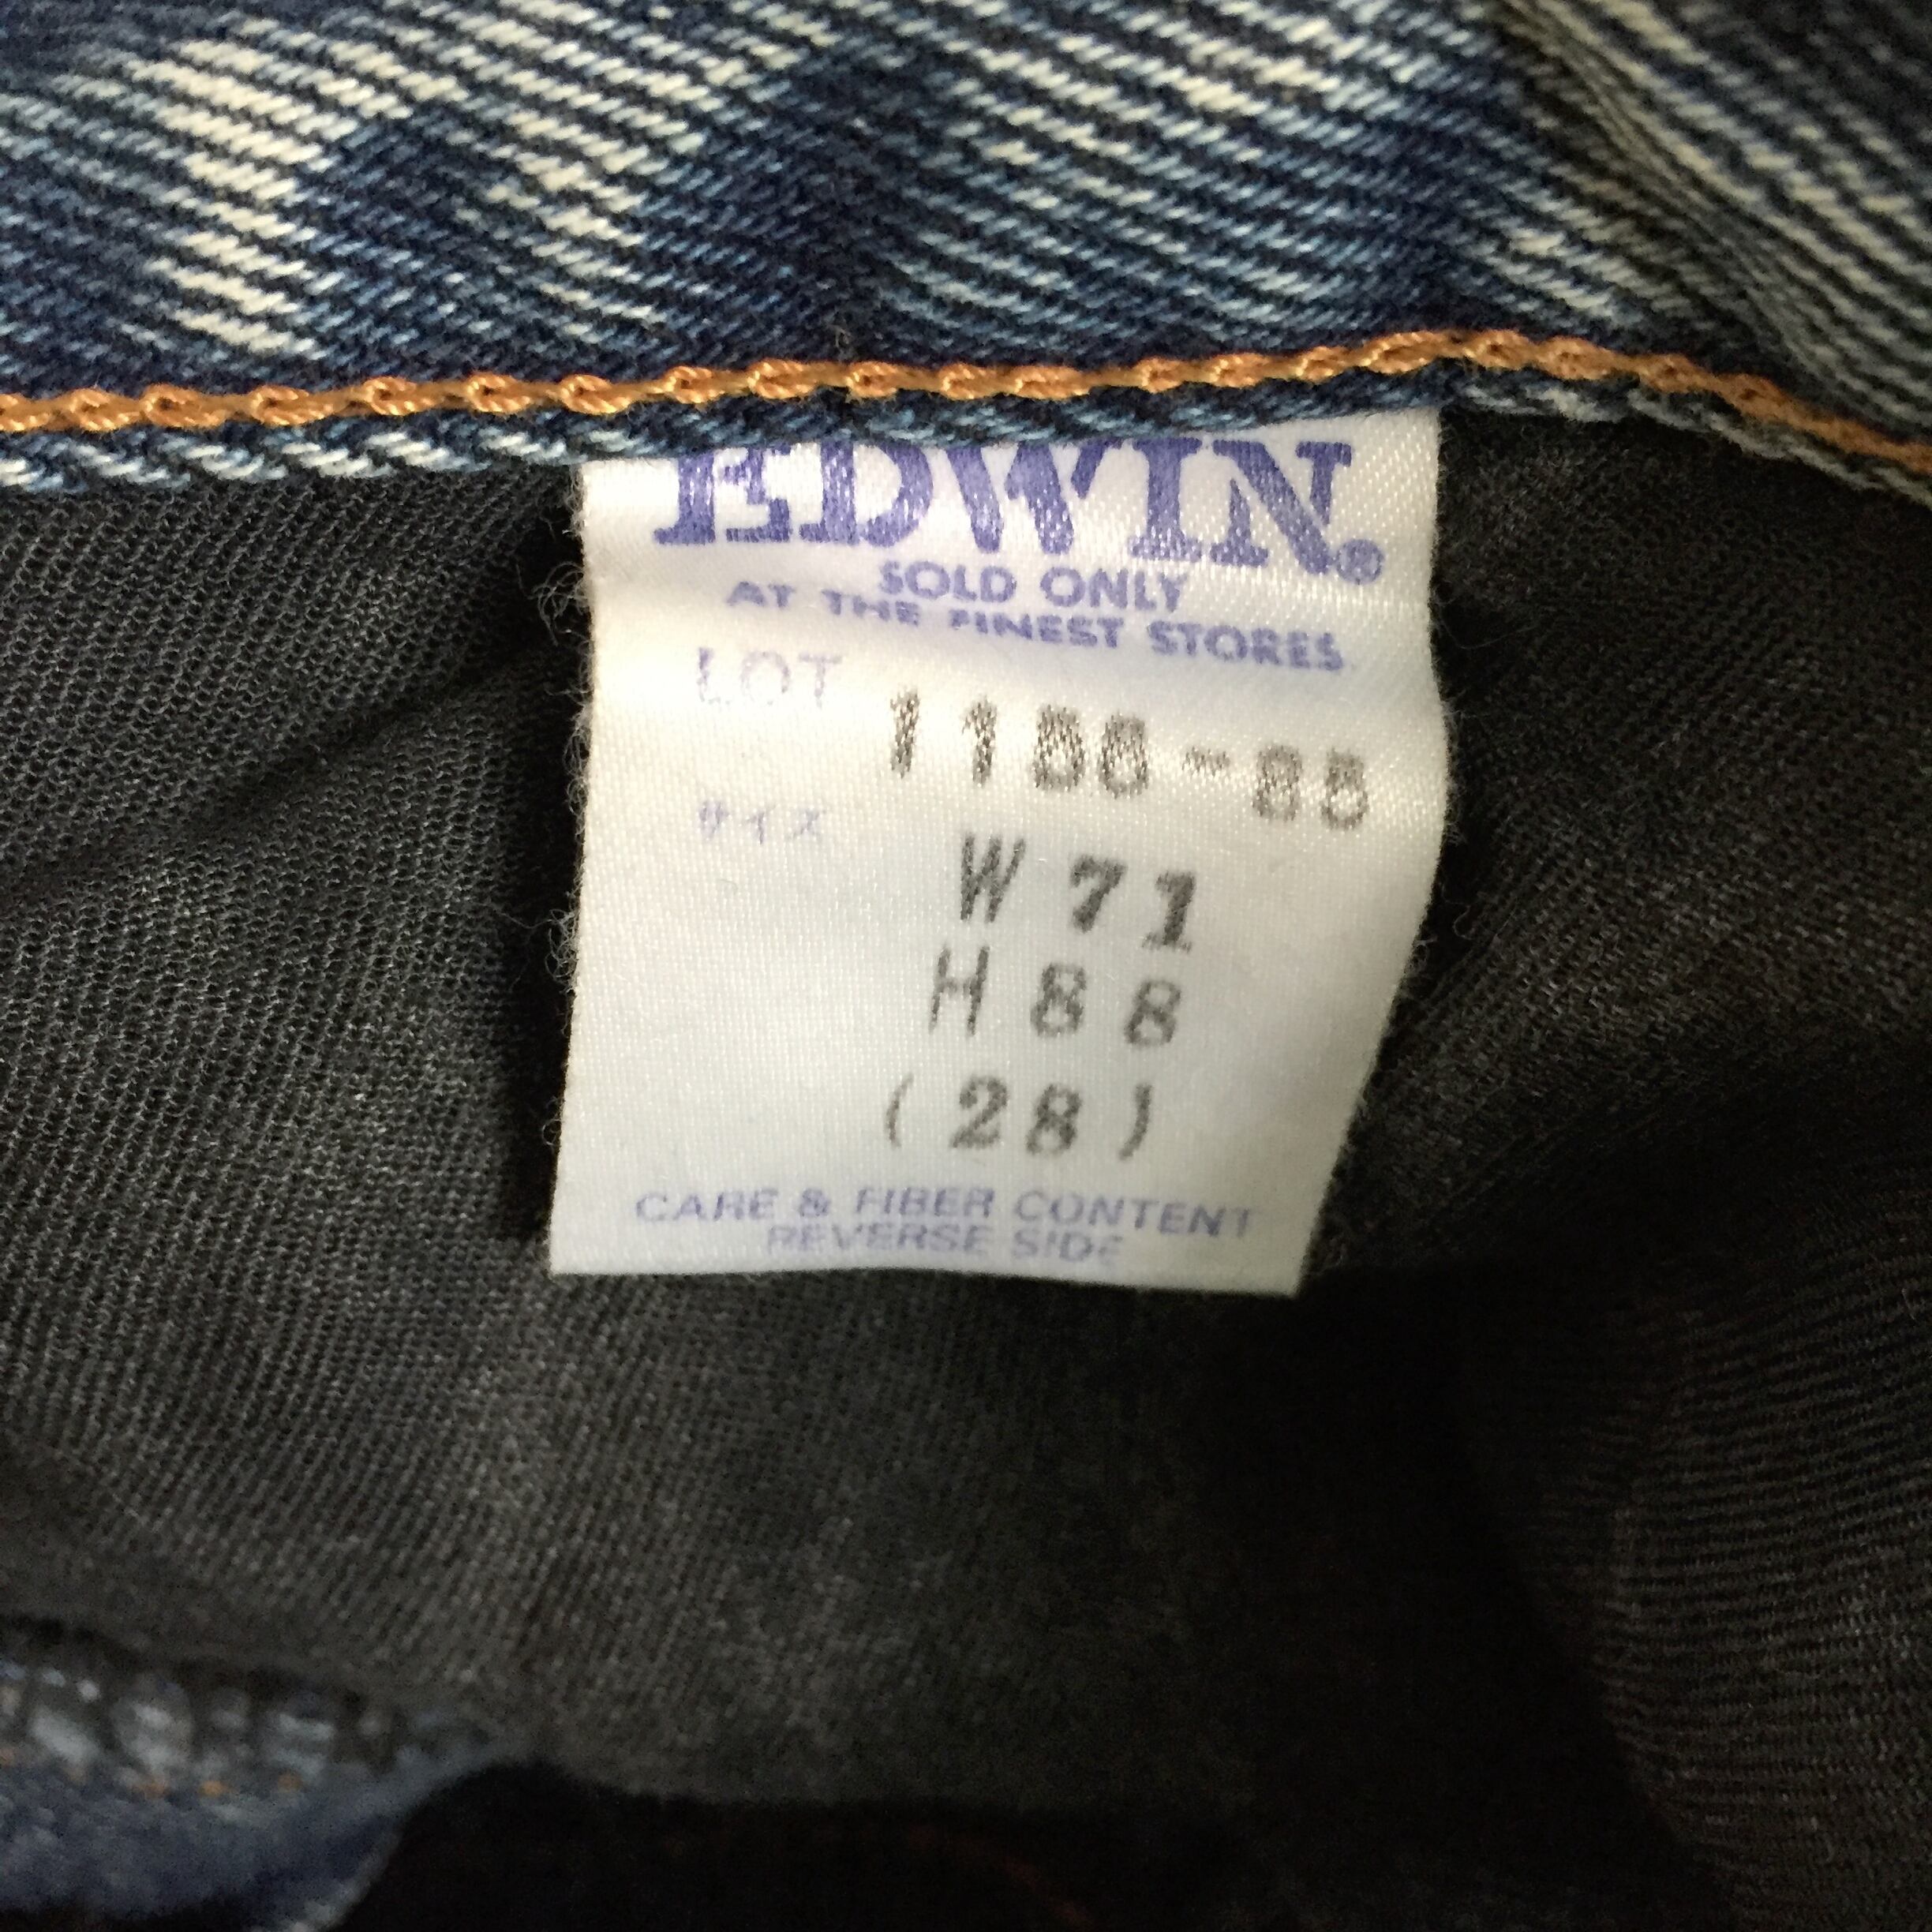 EDWIN®
SOLD ONLY
AT THE FINEST STORES
LOT
サイズ
W 71
H 88
(28)
CARE & FIBER CONTENT
REVERSE SIDE